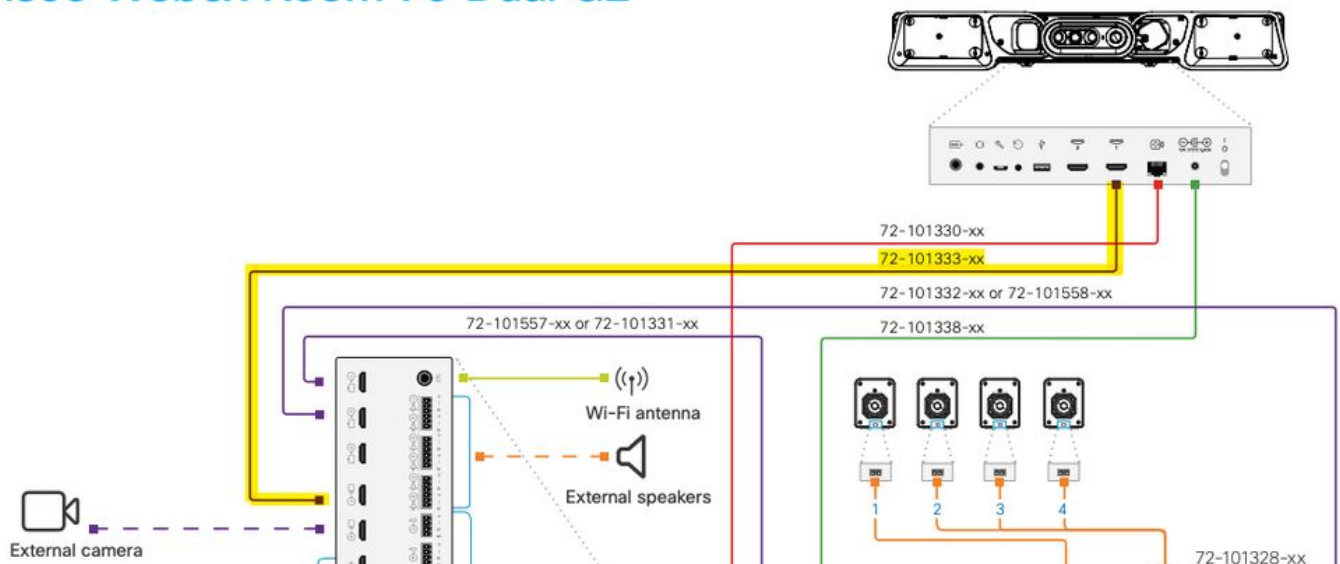 72-101330-xx
72-101333-xx
72-101332-xx or 72-101558-xx
72-101557-xx or 72-101331-xx
72-101338-xx
Wi-Fi antenna
External speakers
1 2 3 4
External camera
72-101328-xx